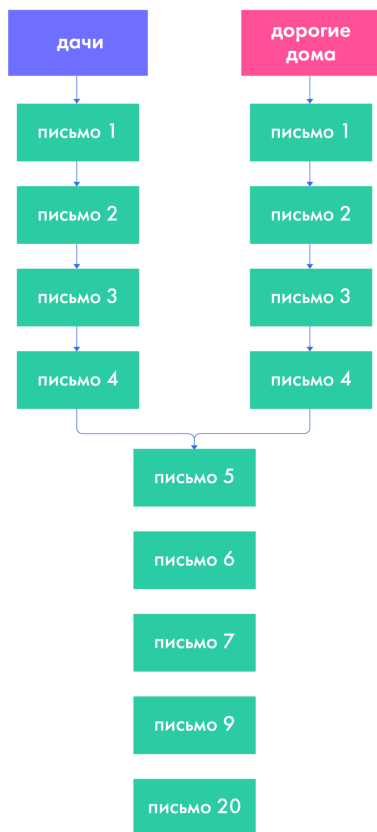 дачи
дорогие
дома
письмо 1
письмо 1
письмо 2
письмо 2
письмо 3
письмо 3
письмо 4
письмо 4
письмо 5
письмо 6
письмо 7
письмо 9
письмо 20